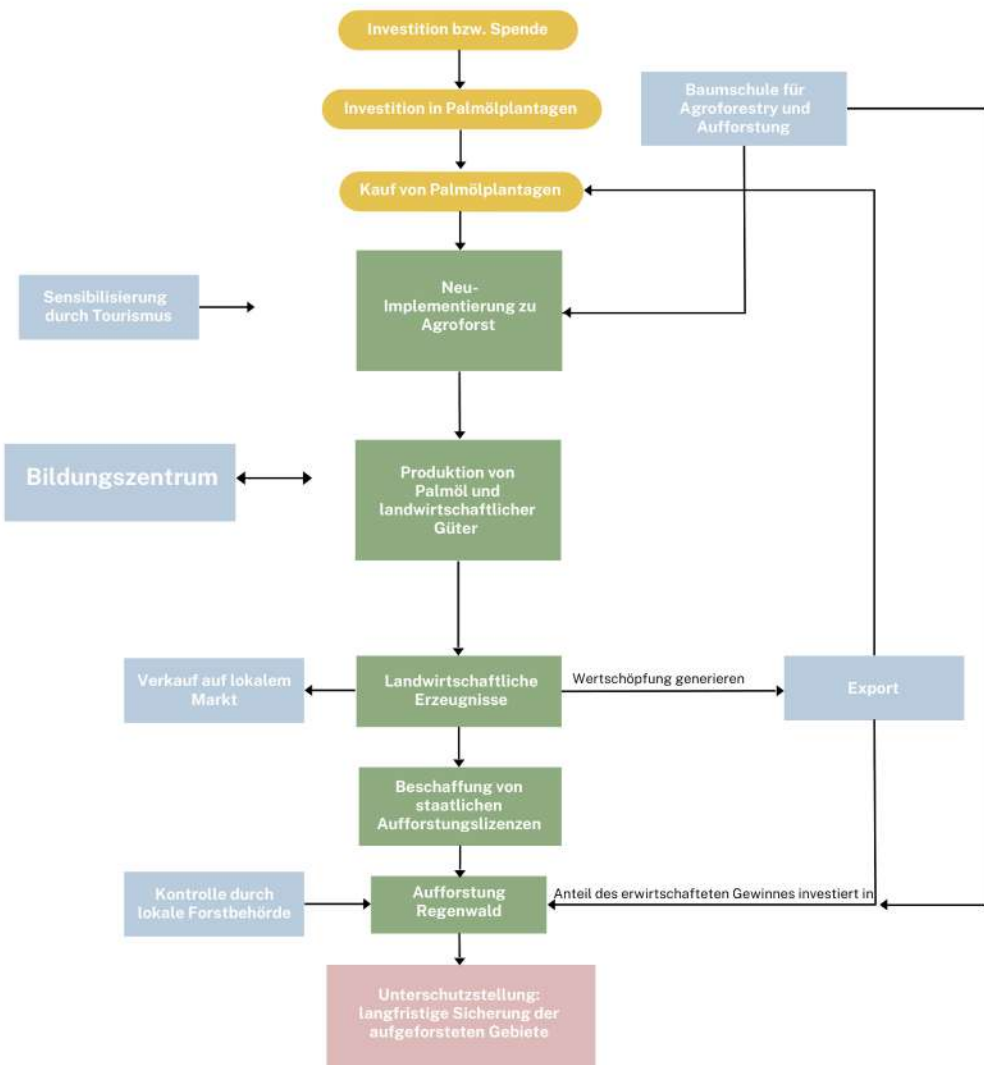 Investition bzw. Spende
Investition in Palmölplantagen
Baumschule für
Agroforestry und
Aufforstung
Kauf von Palmölplantagen
Neu-
Implementierung zu
Agroforst
Sensibilisierung
durch Tourismus
Bildungszentrum
Produktion von
Palmöl und
landwirtschaftlicher
Güter
Verkauf auf lokalem
Markt
Landwirtschaftliche
Erzeugnisse
Wertschöpfung generieren
Export
Beschaffung von
staatlichen
Aufforstungslizenzen
Kontrolle durch
lokale Forstbehörde
Aufforstung
Regenwald
Anteil des erwirtschafteten Gewinnes investiert in
Unterschutzstellung:
langfristige Sicherung der
aufgeforsteten Gebiete